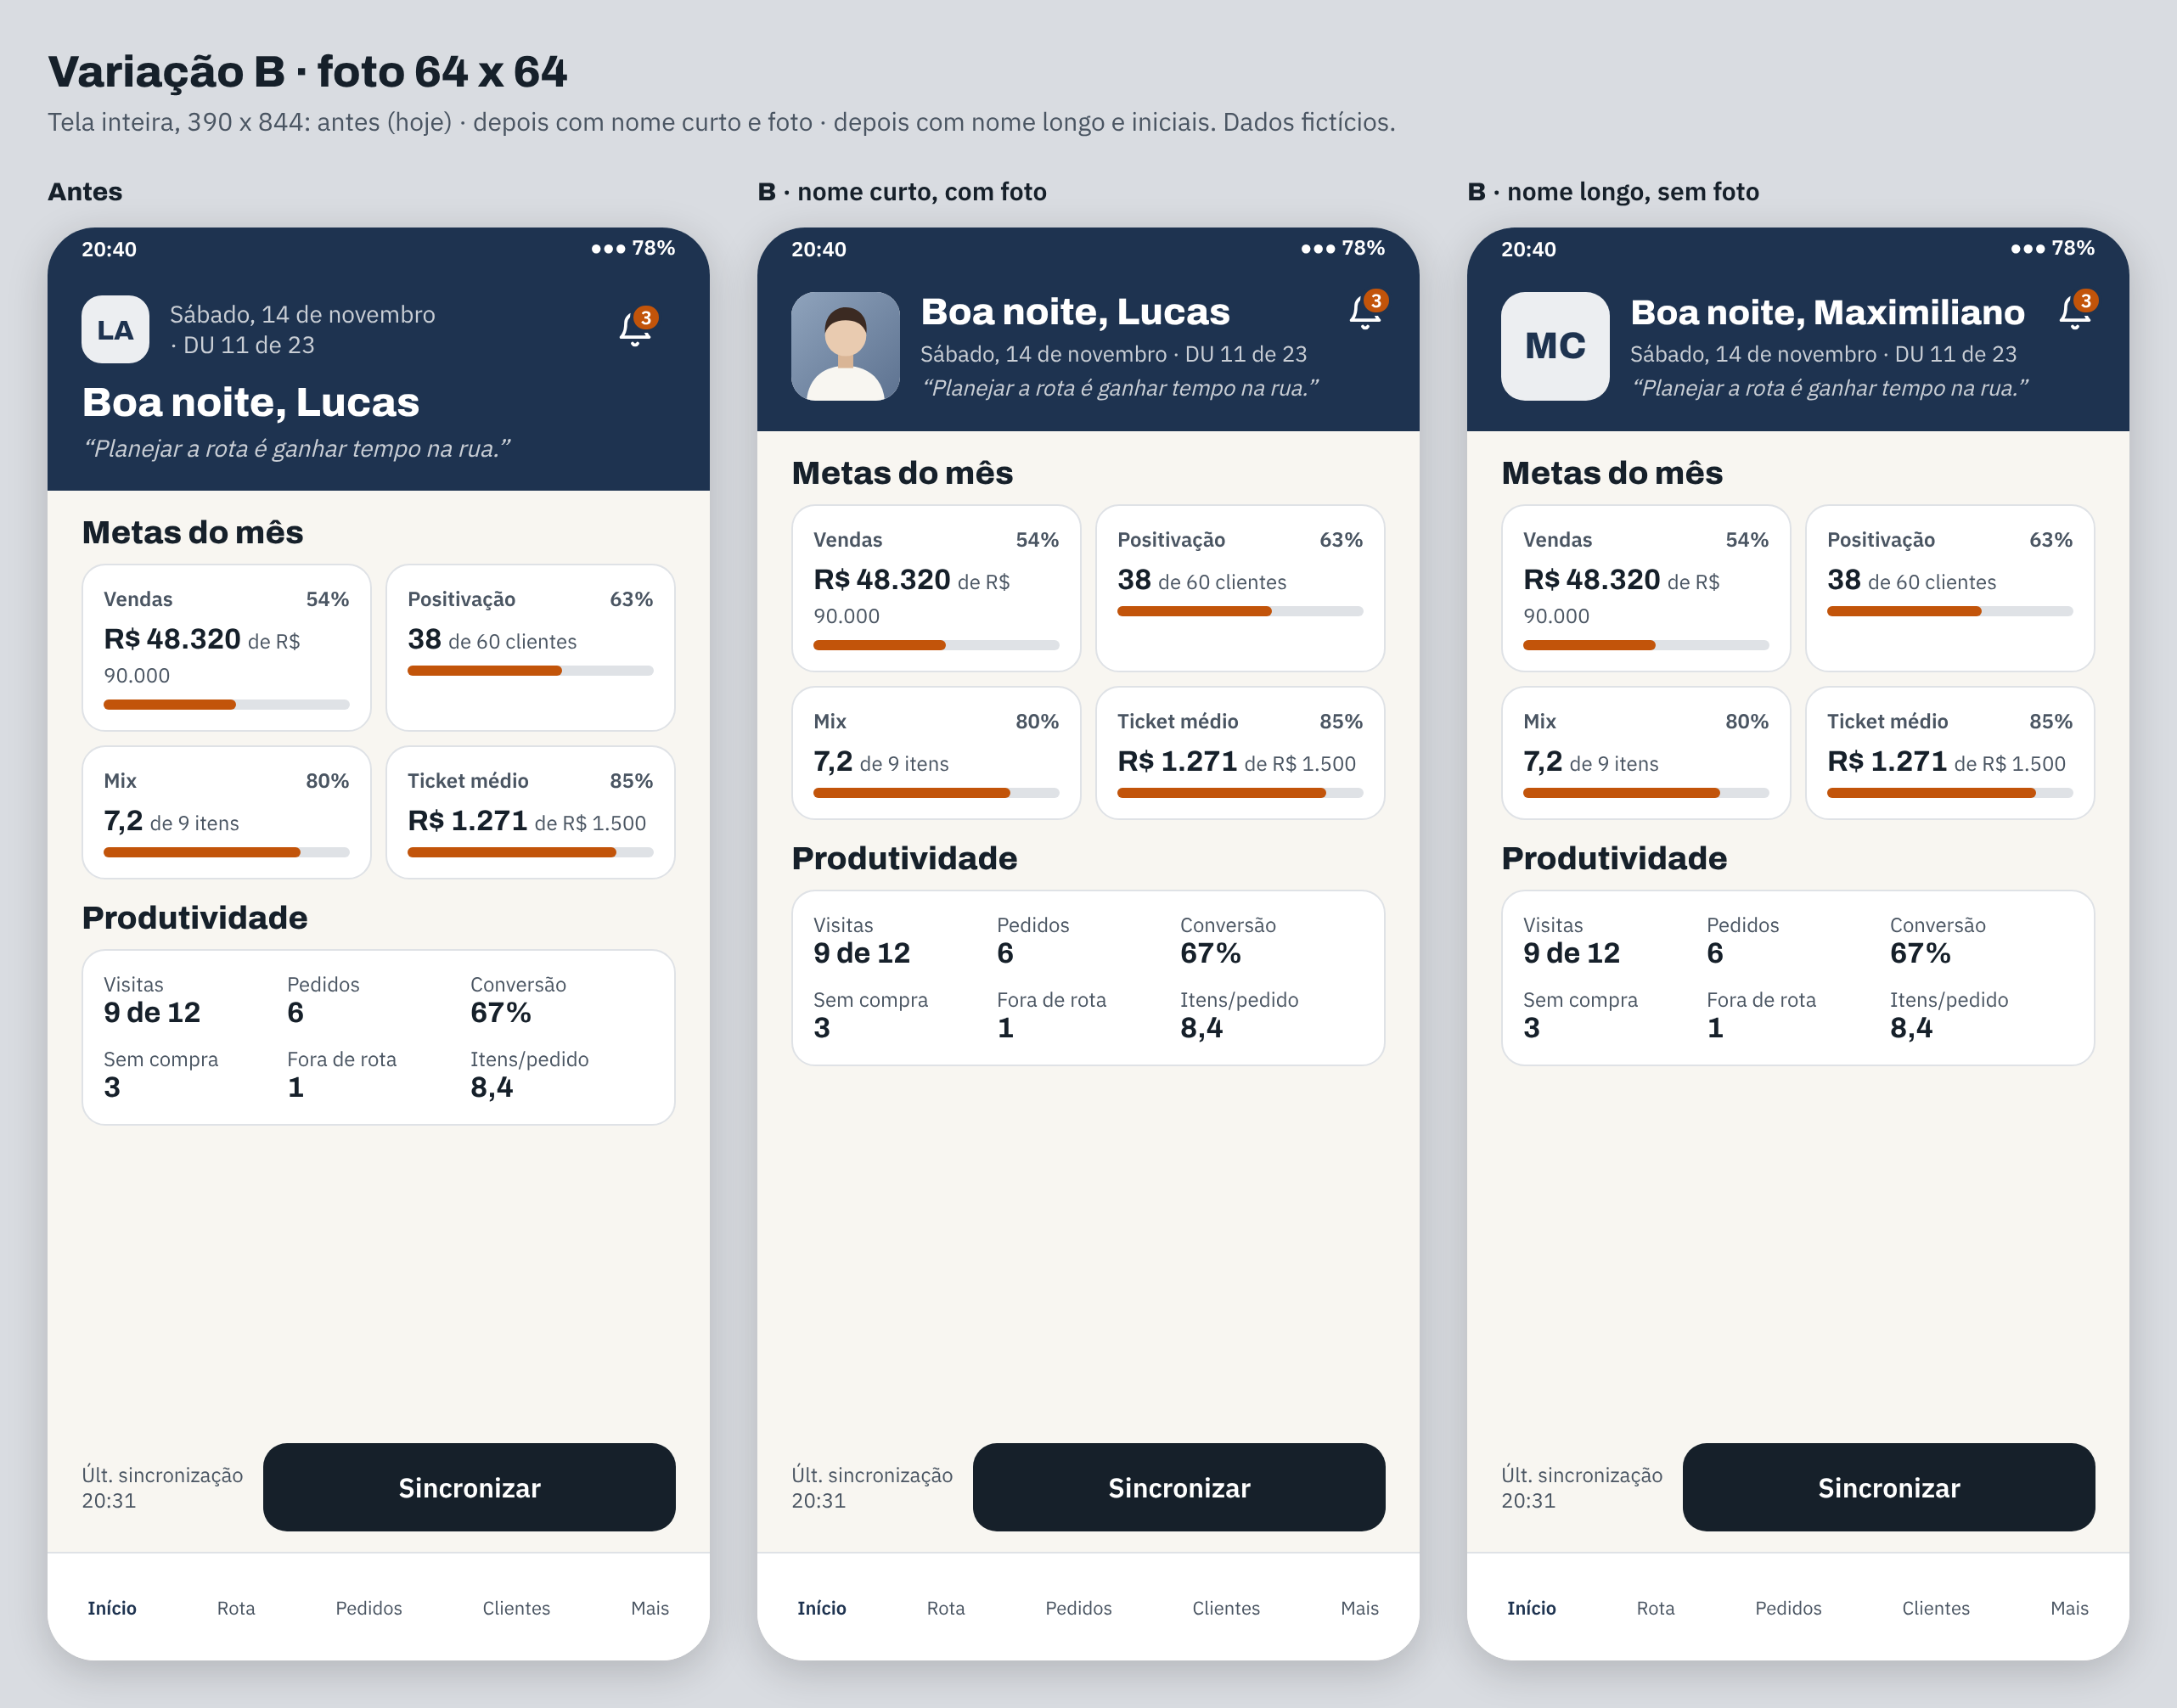 Variação B · foto 64 x 64
Tela inteira, 390 x 844: antes (hoje) · depois com nome curto e foto · depois com nome longo e iniciais. Dados fictícios.
Antes
20:40
●●● 78%
LA
Sábado, 14 de novembro
· DU 11 de 23
3
Boa noite, Lucas
“Planejar a rota é ganhar tempo na rua.”
Metas do mês
Vendas 54%
R$ 48.320 de R$
90.000
Positivação 63%
38 de 60 clientes
Mix 80%
7,2 de 9 itens
Ticket médio 85%
R$ 1.271 de R$ 1.500
Produtividade
Visitas
9 de 12
Pedidos
6
Conversão
67%
Sem compra
3
Fora de rota
1
Itens/pedido
8,4
Últ. sincronização
20:31
Sincronizar
Início Rota Pedidos Clientes Mais
B · nome curto, com foto
20:40
●●● 78%
Boa noite, Lucas
3
Sábado, 14 de novembro · DU 11 de 23
“Planejar a rota é ganhar tempo na rua.”
Metas do mês
Vendas 54%
R$ 48.320 de R$
90.000
Positivação 63%
38 de 60 clientes
Mix 80%
7,2 de 9 itens
Ticket médio 85%
R$ 1.271 de R$ 1.500
Produtividade
Visitas
9 de 12
Pedidos
6
Conversão
67%
Sem compra
3
Fora de rota
1
Itens/pedido
8,4
Últ. sincronização
20:31
Sincronizar
Início Rota Pedidos Clientes Mais
B · nome longo, sem foto
20:40
●●● 78%
MC
Boa noite, Maximiliano
3
Sábado, 14 de novembro · DU 11 de 23
“Planejar a rota é ganhar tempo na rua.”
Metas do mês
Vendas 54%
R$ 48.320 de R$
90.000
Positivação 63%
38 de 60 clientes
Mix 80%
7,2 de 9 itens
Ticket médio 85%
R$ 1.271 de R$ 1.500
Produtividade
Visitas
9 de 12
Pedidos
6
Conversão
67%
Sem compra
3
Fora de rota
1
Itens/pedido
8,4
Últ. sincronização
20:31
Sincronizar
Início Rota Pedidos Clientes Mais